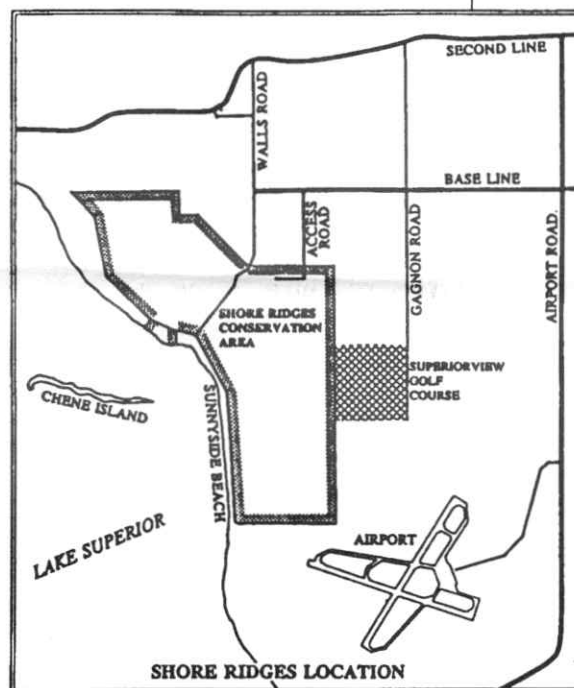 SECOND LINE
WALLS ROAD
BASE LINE
ACCESS
ROAD
GAGNON ROAD
AIRPORT ROAD.
SHORE RIDGES
CONSERVATION
AREA
SUPERIORVIEW
GOLF
COURSE
CHENE ISLAND
SUNNYSIDE BEACH
LAKE SUPERIOR
AIRPORT
SHORE RIDGES LOCATION